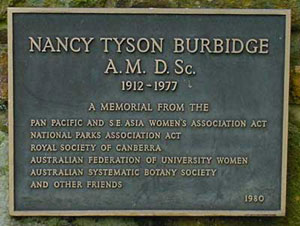 NANCY TYSON BURBIDGE
A.M. D.Sc.
1912-1977
A MEMORIAL FROM THE
PAN PACIFIC AND S.E ASIA WOMEN'S ASSOCIATION ACT
NATIONAL PARKS ASSOCIATION ACT
ROYAL SOCIETY OF CANBERRA
AUSTRALIAN FEDERATION OF UNIVERSITY WOMEN
AUSTRALIAN SYSTEMATIC BOTANY SOCIETY
AND OTHER FRIENDS
1980